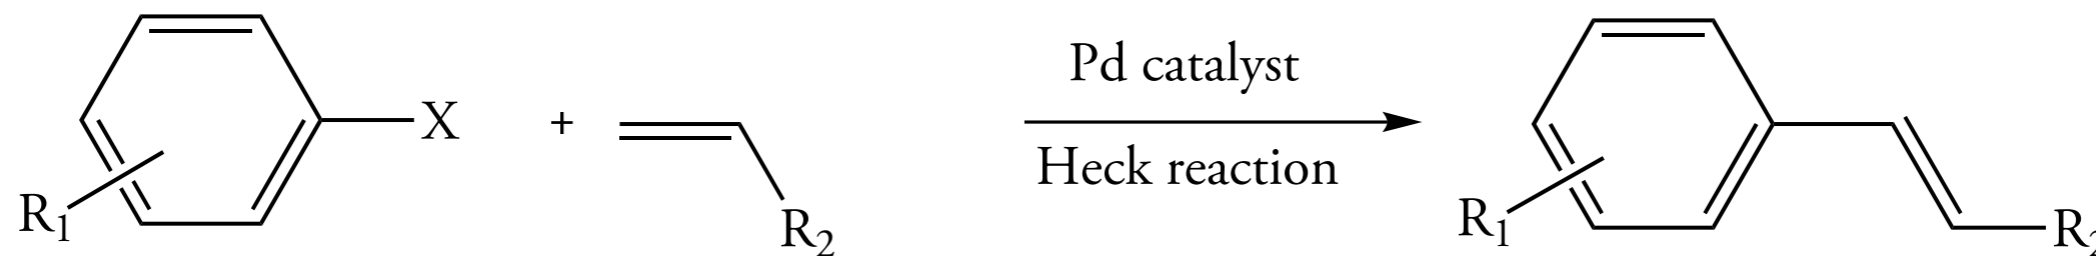 R₁
X
+
R₂
Pd catalyst
Heck reaction
R₁
R₂